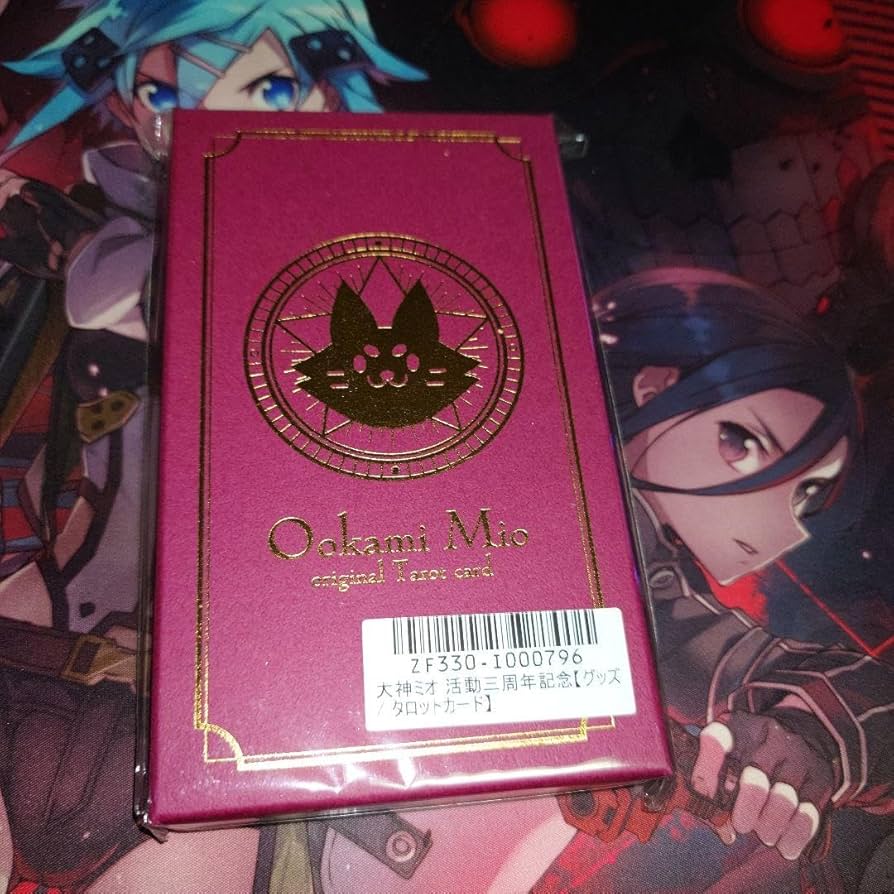 Ookami Mio
original Tarot card
ZF330-I000796
大神ミオ 活動三周年記念【グッズ
/ タロットカード】